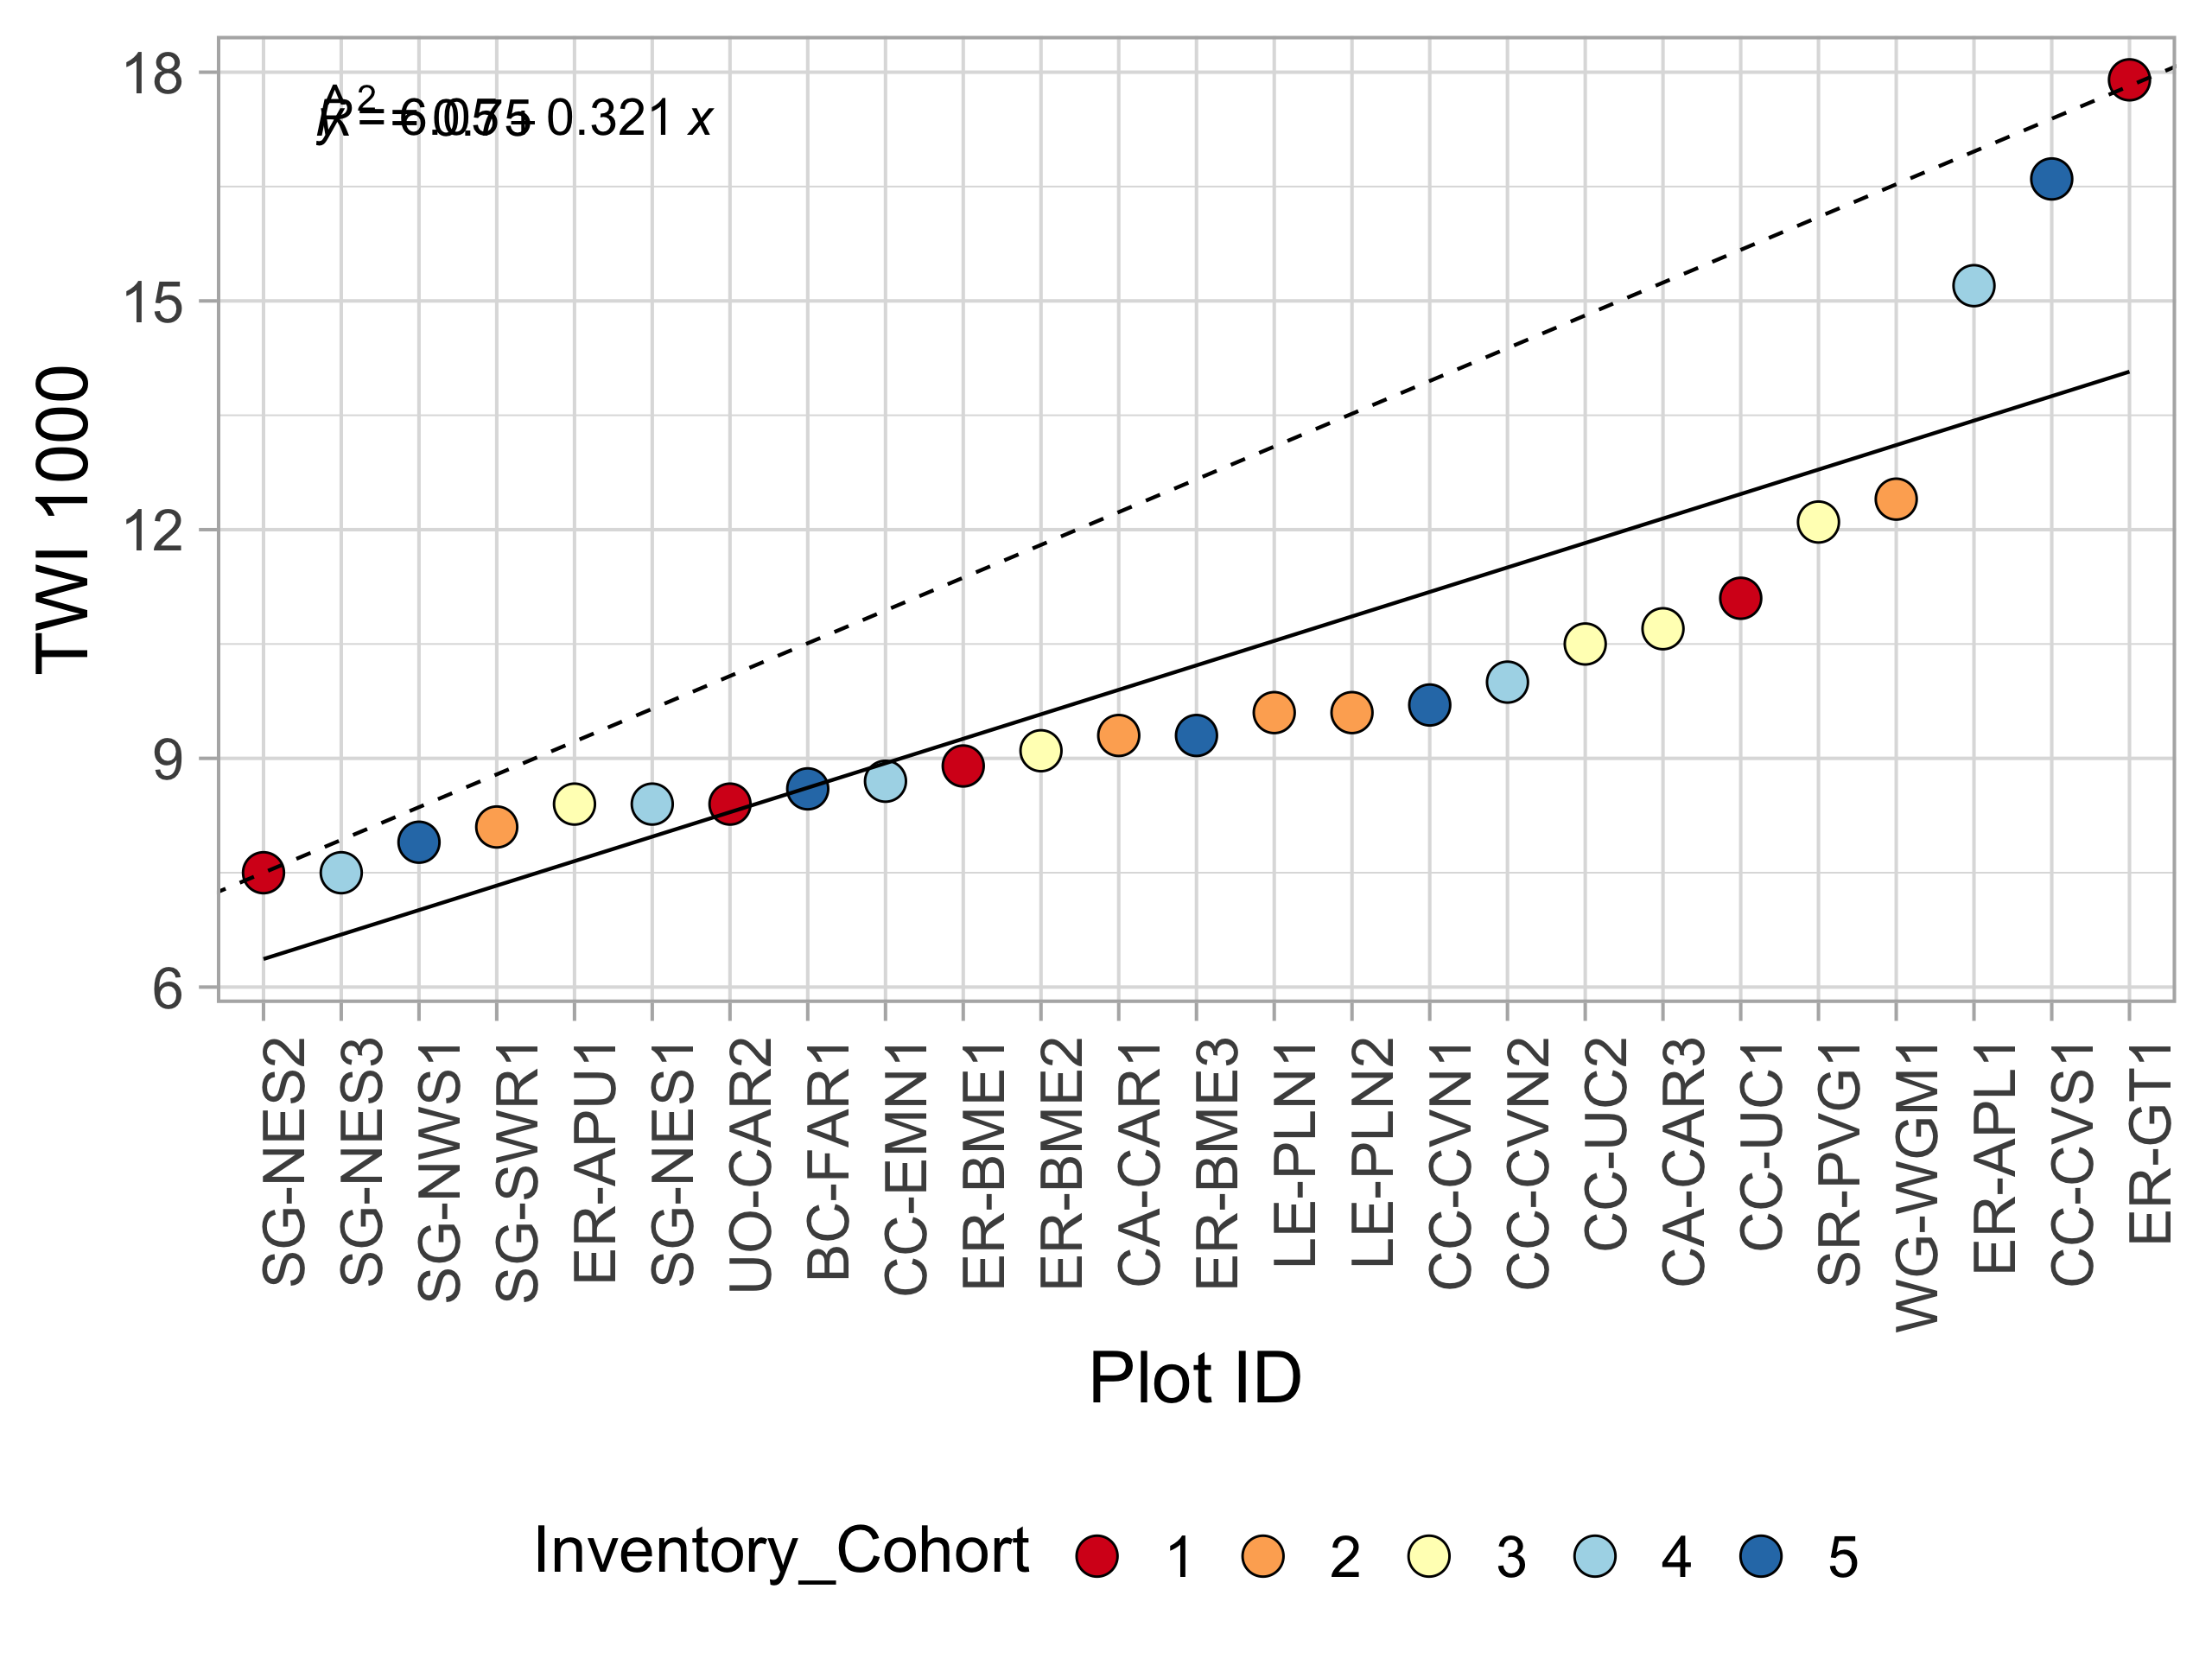 18
15
12
9
6
TWI 1000
0.321 x
SG-NES2
SG-NES3
SG-NWS1
SG-SWR1
ER-APU1
SG-NES1
UO-CAR2
BC-FAR1
CC-EMN1
ER-BME1
ER-BME2
CA-CAR1
ER-BME3
LE-PLN1
LE-PLN2
CC-CVN1
CC-CVN2
CC-UC2
CA-CAR3
CC-UC1
SR-PVG1
WG-WGM1
ER-APL1
CC-CVS1
ER-GT1
Plot ID
Inventory_Cohort 1 2 3 4 5